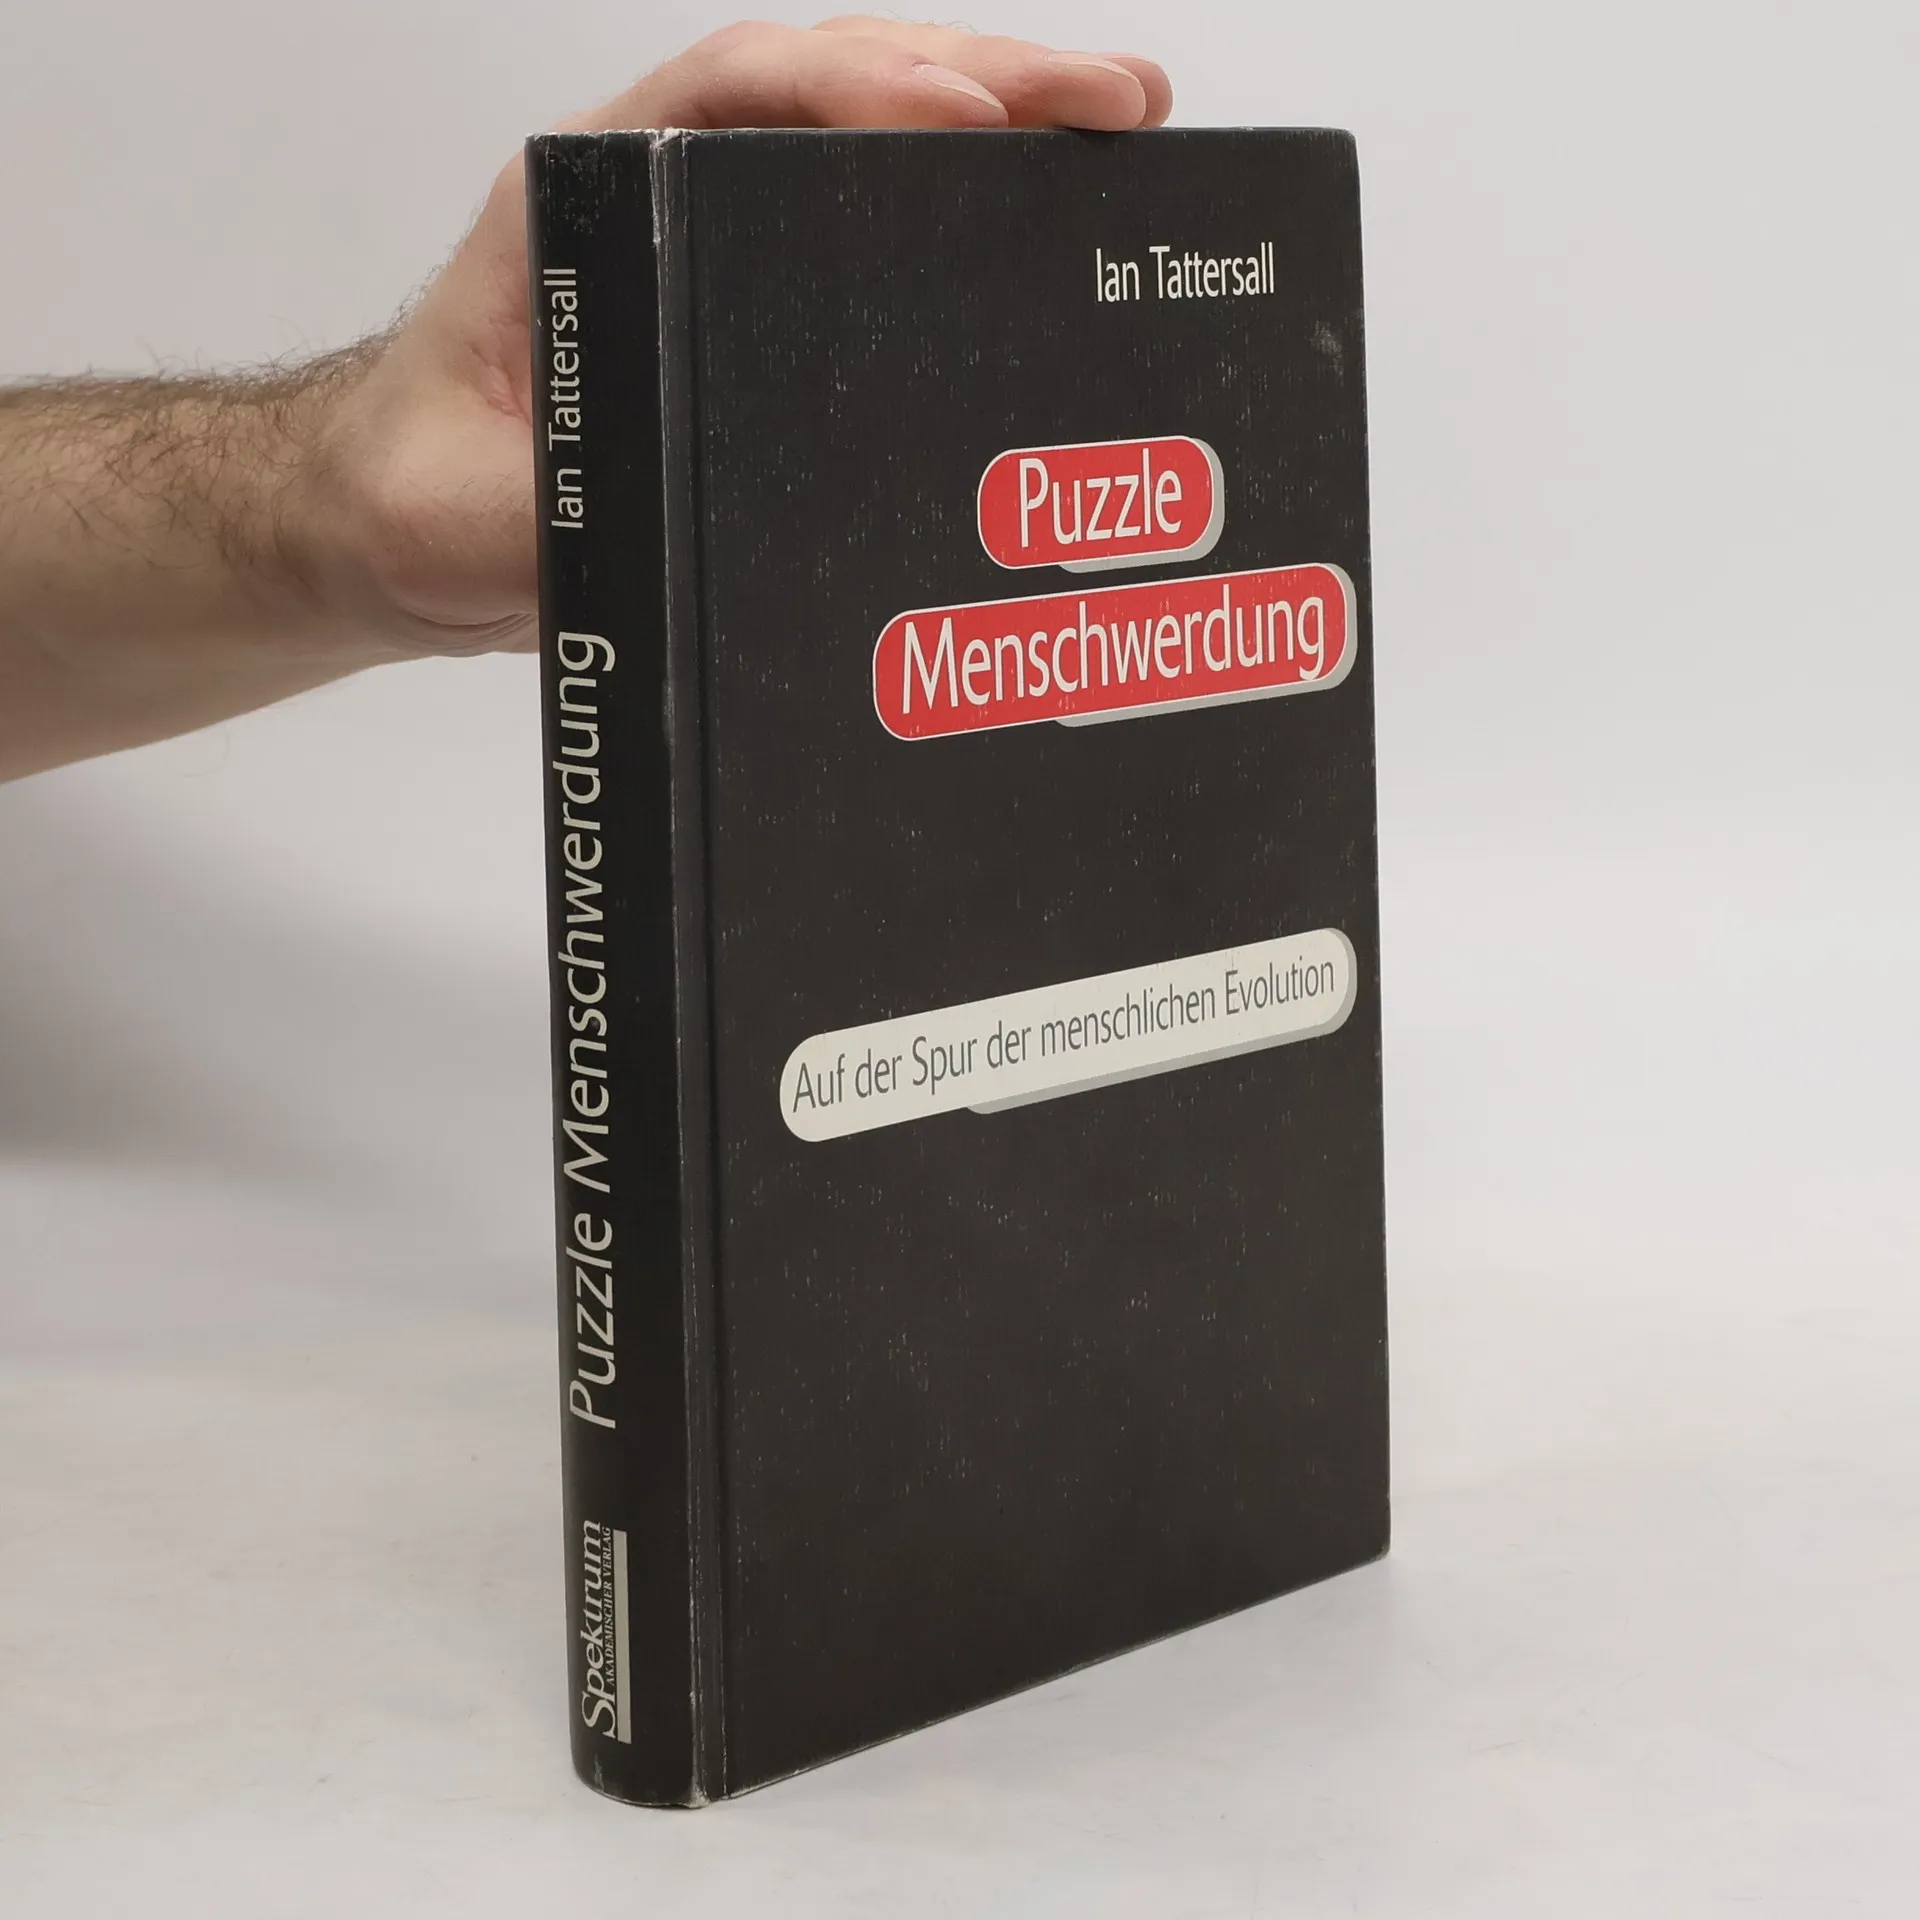 Ian Tattersall
Puzzle
Menschwerdung
Auf der Spur der menschlichen Evolution
Ian Tattersall
Puzzle Menschwerdung
Spektrum
AKADEMISCHER VERLAG